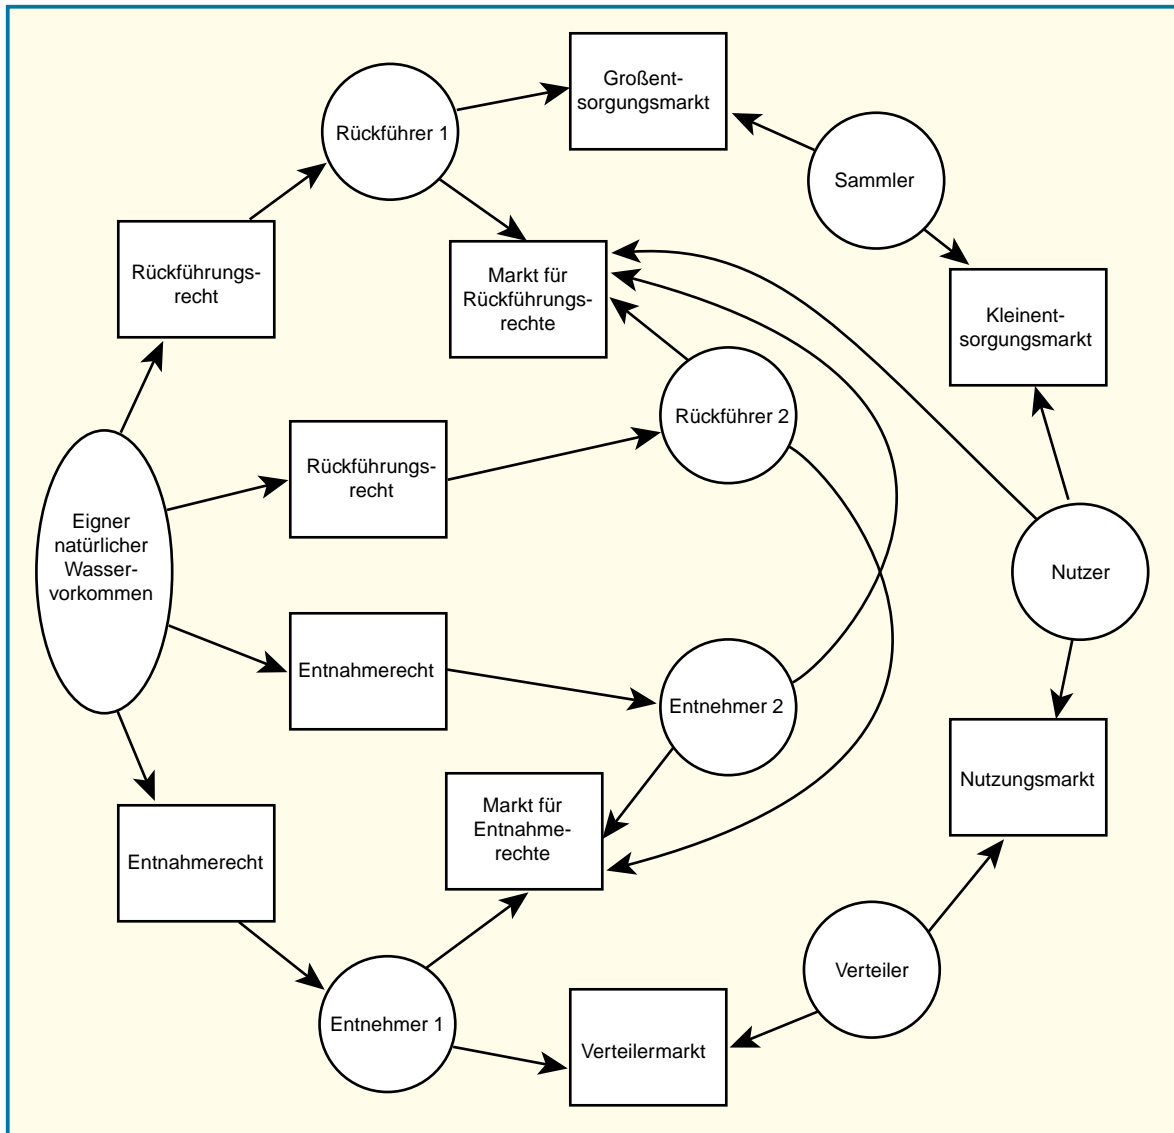 Großent-
sorgungsmarkt
Rückführer 1
Sammler
Rückführungs-
recht
Markt für
Rückführungs-
rechte
Kleinent-
sorgungsmarkt
Rückführer 2
Rückführungs-
recht
Eigner
natürlicher
Wasser-
vorkommen
Nutzer
Entnahmerecht
Entnehmer 2
Nutzungsmarkt
Markt für
Entnahme-
rechte
Entnahmerecht
Verteiler
Entnehmer 1
Verteilermarkt